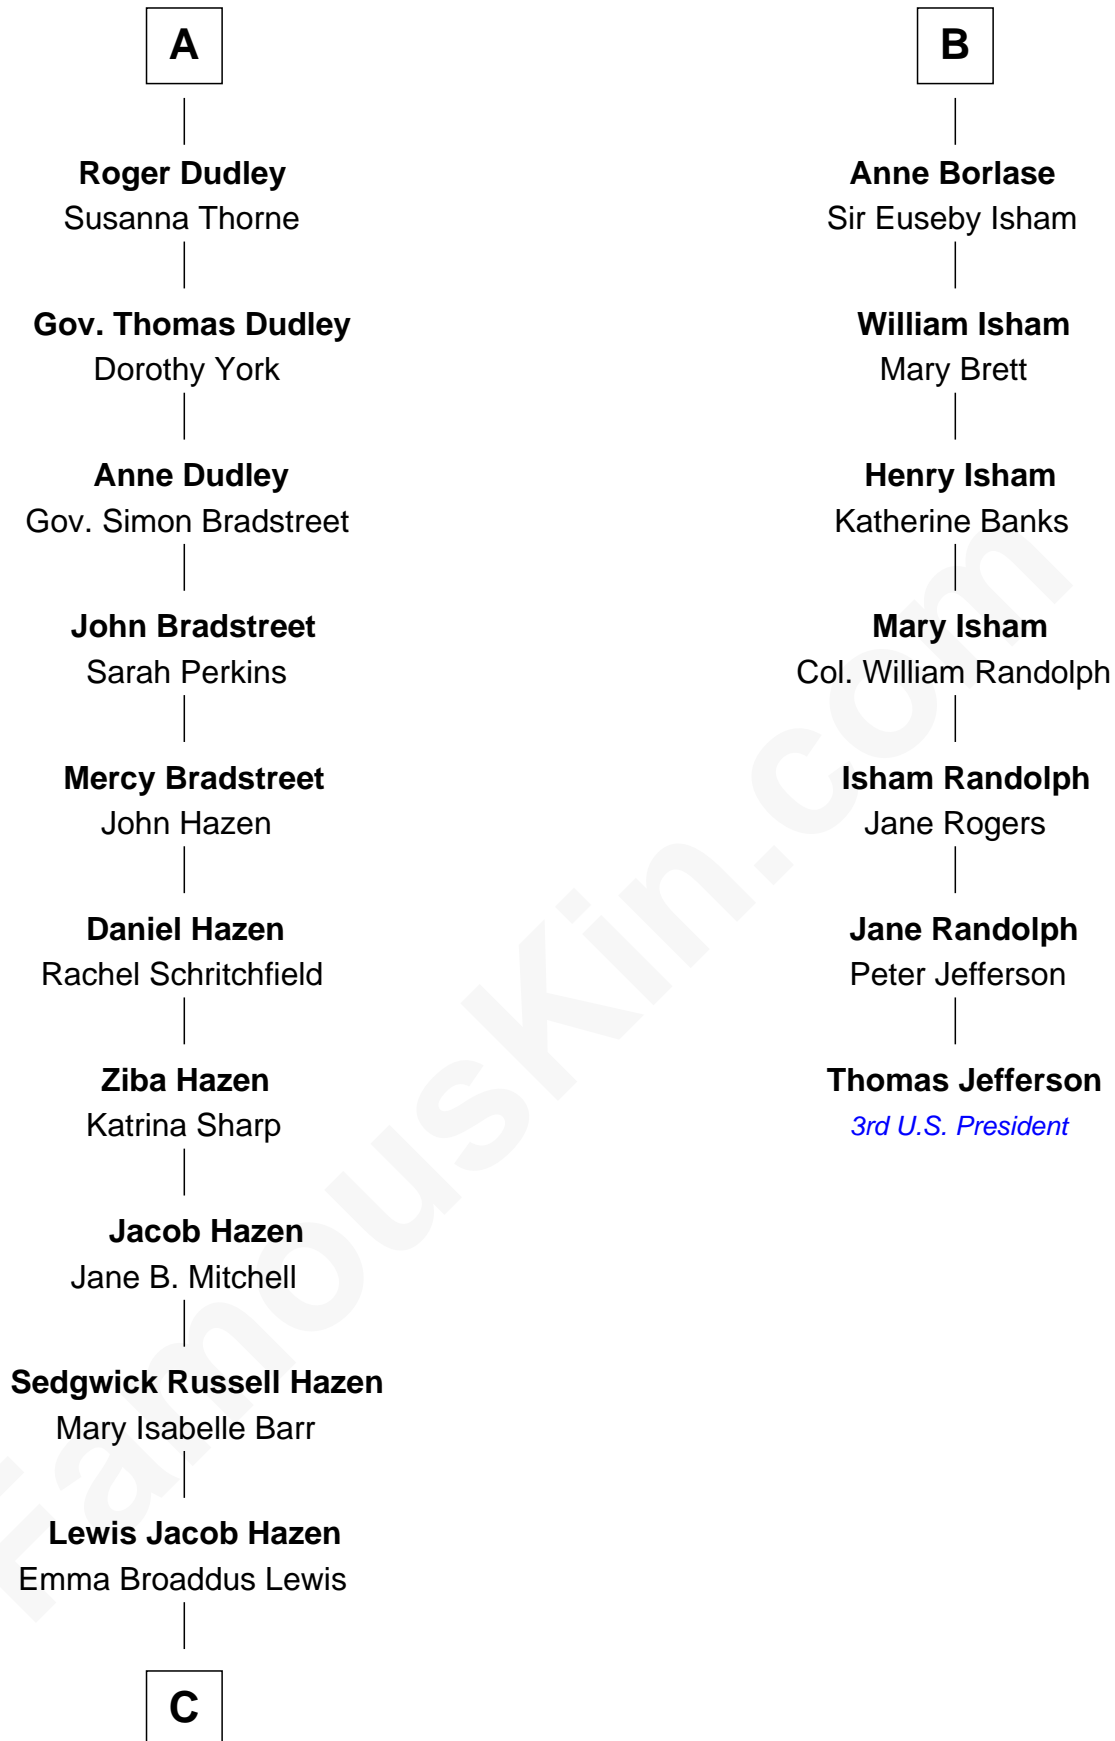 A
Roger Dudley
Susanna Thorne
Gov. Thomas Dudley
Dorothy York
Anne Dudley
Gov. Simon Bradstreet
John Bradstreet
Sarah Perkins
Mercy Bradstreet
John Hazen
Daniel Hazen
Rachel Schritchfield
Ziba Hazen
Katrina Sharp
Jacob Hazen
Jane B. Mitchell
Sedgwick Russell Hazen
Mary Isabelle Barr
Lewis Jacob Hazen
Emma Broaddus Lewis
C
B
Anne Borlase
Sir Euseby Isham
William Isham
Mary Brett
Henry Isham
Katherine Banks
Mary Isham
Col. William Randolph
Isham Randolph
Jane Rogers
Jane Randolph
Peter Jefferson
Thomas Jefferson
3rd U.S. President
FamousKin.com